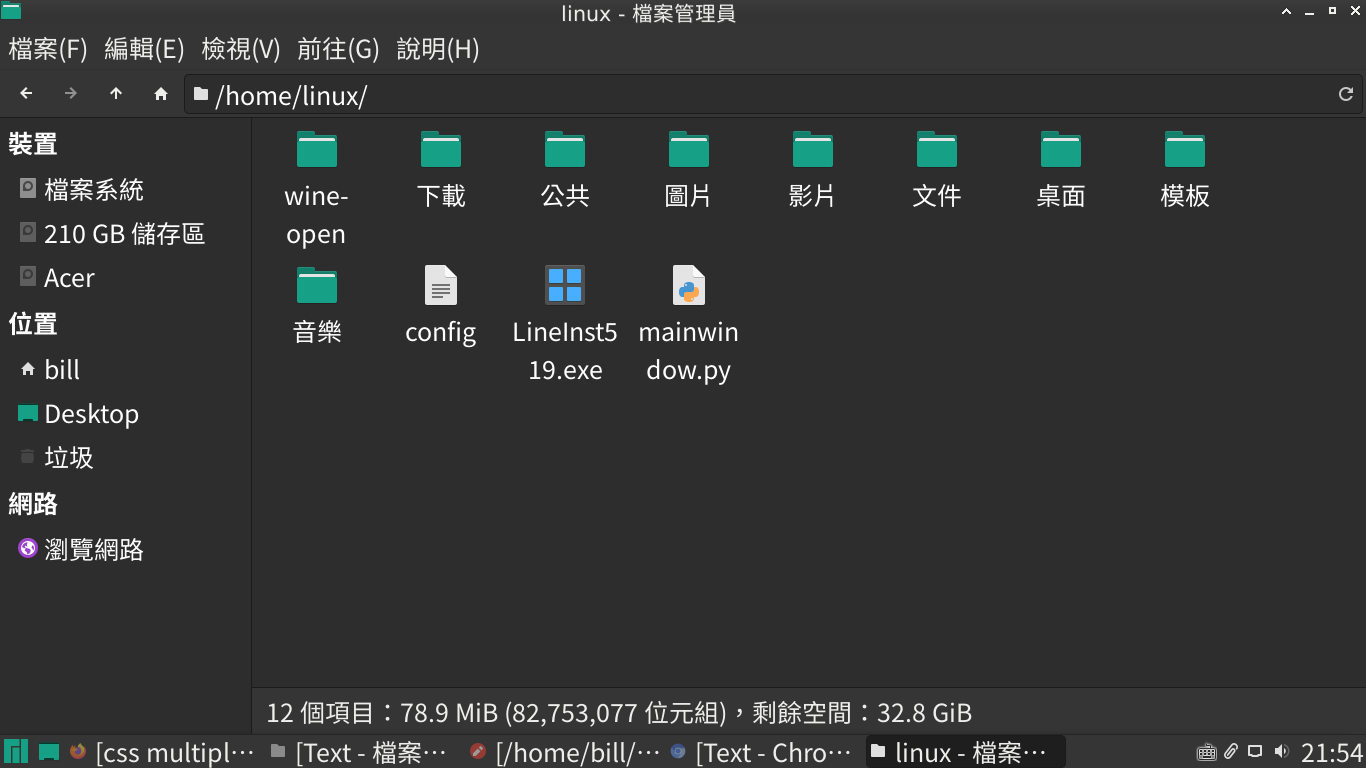 linux - 檔案管理員
檔案(F) 編輯(E) 檢視(V) 前往(G) 說明(H)
/home/linux/
裝置
檔案系統
210 GB 儲存區
Acer
位置
bill
Desktop
垃圾
網路
瀏覽網路
wine-
open
下載
公共
圖片
影片
文件
桌面
模板
音樂
config
LineInst5
19.exe
mainwin
dow.py
12 個項目：78.9 MiB (82,753,077 位元組)，剩餘空間：32.8 GiB
[css multipl… [Text - 檔案… [/home/bill/… [Text - Chro… linux - 檔案… 21:54